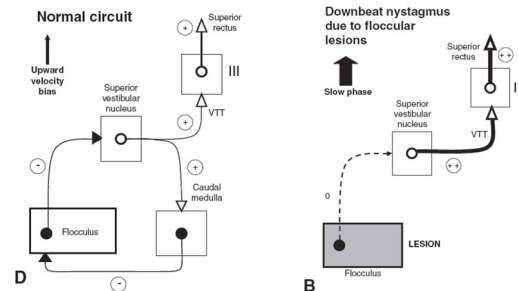 Normal circuit
Superior
rectus
+
III
Upward
velocity
bias
Superior
vestibular
nucleus
VTT
+
-
+
Caudal
medulla
Flocculus
D
-
Downbeat nystagmus
due to floccular
lesions
Superior
rectus
++
I
Slow phase
Superior
vestibular
nucleus
VTT
++
0
LESION
Flocculus
B